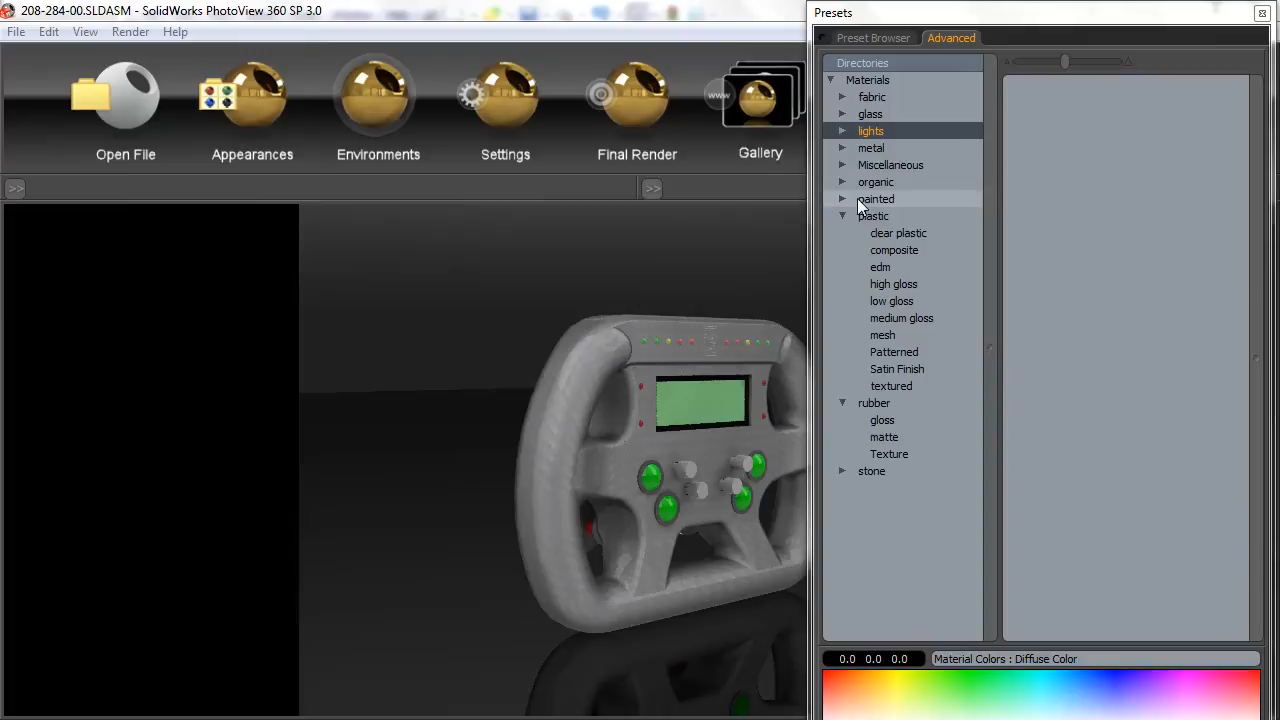 208-284-00.SLDASM - SolidWorks PhotoView 360 SP 3.0
File Edit View Render Help
Open File
Appearances
Environments
Settings
www
Final Render
Gallery
>>
>>
Presets
Preset Browser
Advanced
Directories
Materials
fabric
glass
lights
metal
Miscellaneous
organic
painted
plastic
clear plastic
composite
edm
high gloss
low gloss
medium gloss
mesh
Patterned
Satin Finish
textured
rubber
gloss
matte
Texture
stone
0.0 0.0 0.0
Material Colors : Diffuse Color